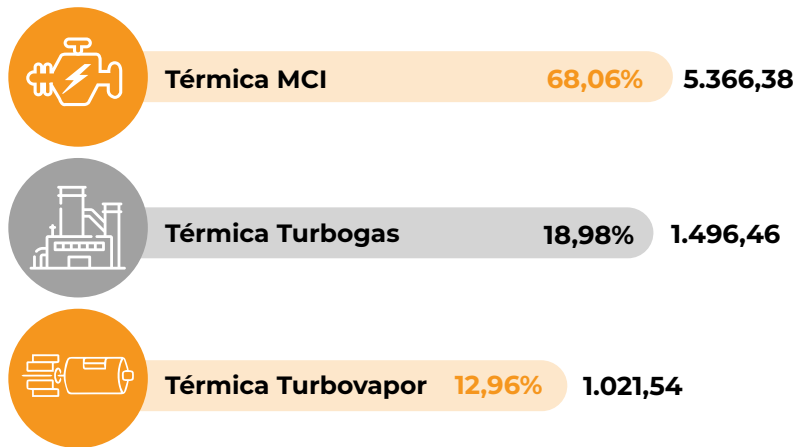 Térmica MCI 68,06% 5.366,38
Térmica Turbogas 18,98% 1.496,46
Térmica Turbovapor 12,96% 1.021,54